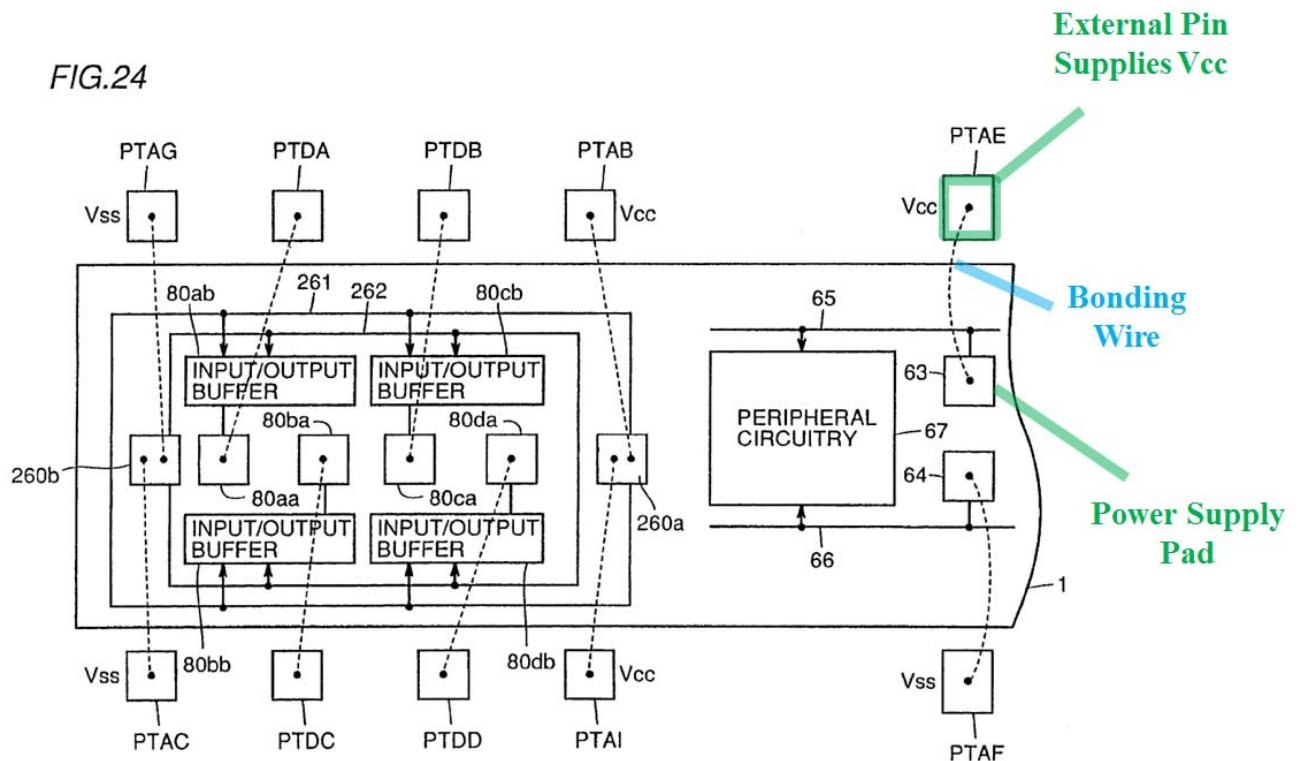 External Pin
Supplies Vcc
FIG.24
PTAG
PTDA
PTDB
PTAB
PTAE
Vss
Vcc
Vcc
261
262
80ab
80cb
65
Bonding
Wire
INPUT/OUTPUT
BUFFER
INPUT/OUTPUT
BUFFER
63
80ba
80da
PERIPHERAL
CIRCUITRY
67
260b
64
80aa
80ca
260a
INPUT/OUTPUT
BUFFER
INPUT/OUTPUT
BUFFER
66
Power Supply
Pad
1
80bb
80db
Vss
Vcc
Vss
PTAC
PTDC
PTDD
PTAI
PTAF